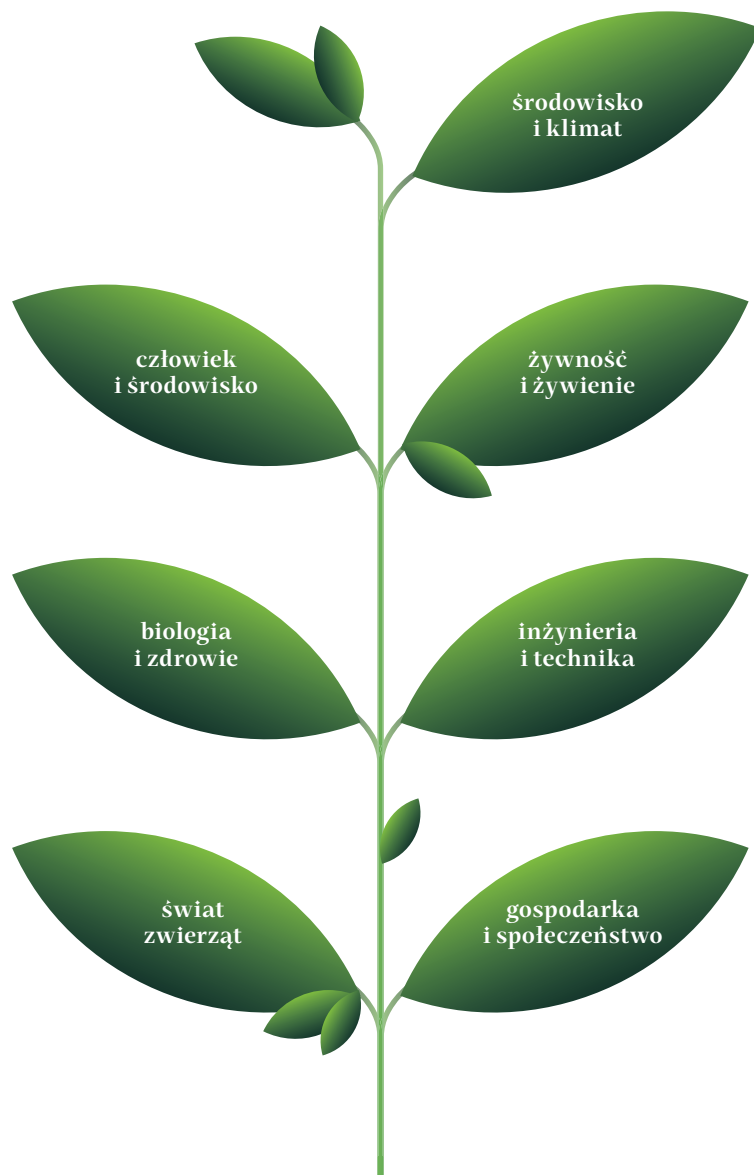 środowisko
i klimat
człowiek
i środowisko
żywność
i żywienie
biologia
i zdrowie
inżynieria
i technika
świat
zwierząt
gospodarka
i społeczeństwo